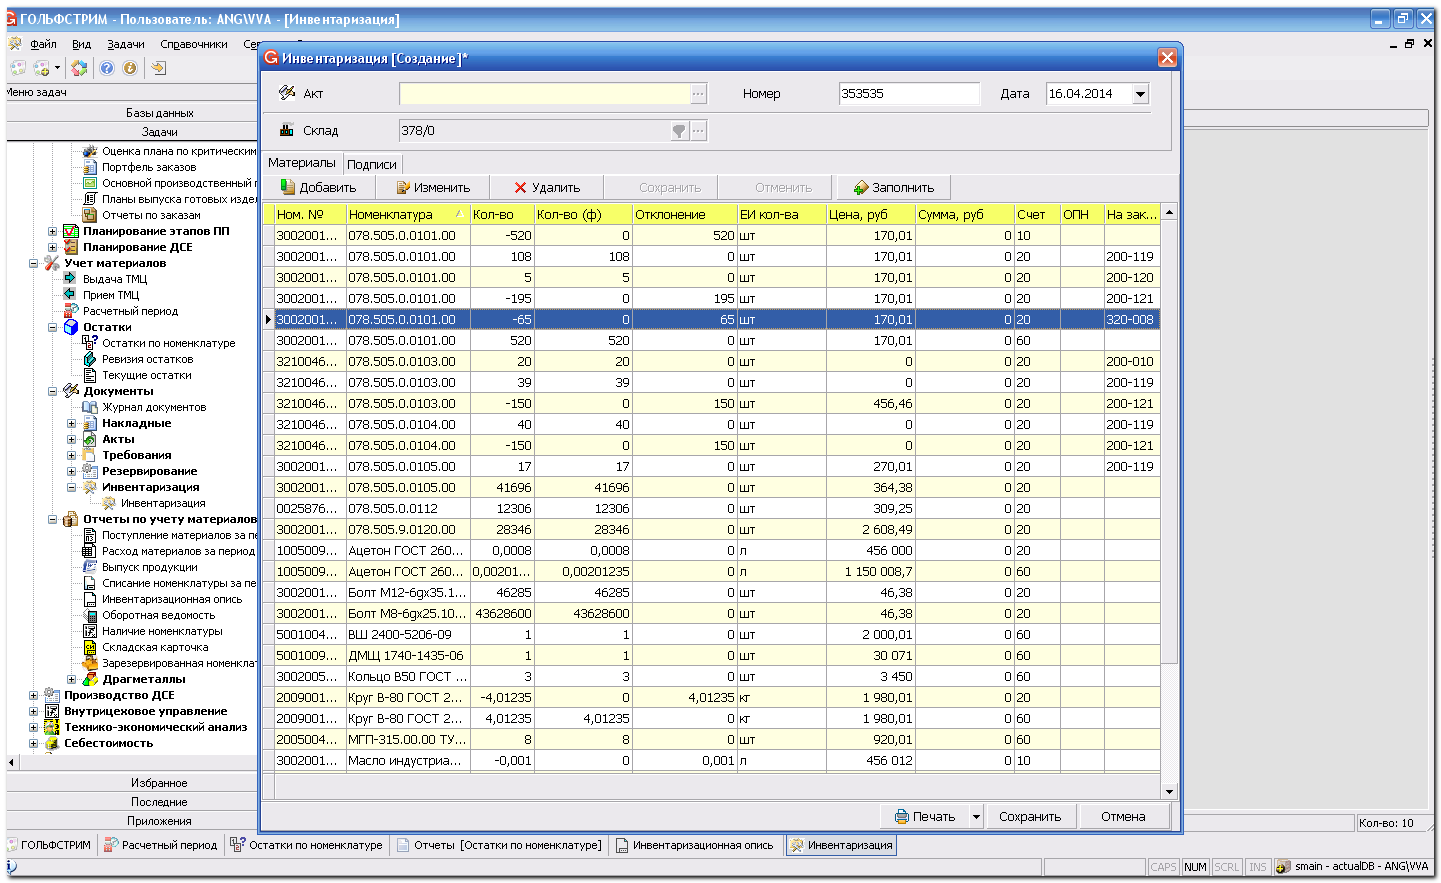 ГОЛЬФСТРИМ - Пользователь: ANG\VVA - [Инвентаризация]
Файл Вид Задачи Справочники
Меню задач
Базы данных
Задачи
Оценка плана по критическим
Портфель заказов
Основной производственный
Планы выпуска готовых
Отчеты по заказам
Планирование этапов ПП
Планирование ДСЕ
Учет материалов
Выдача ТМЦ
Прием ТМЦ
Расчетный период
Остатки
Остатки по номенклатуре
Ревизия остатков
Текущие остатки
Документы
Журнал документов
Накладные
Акты
Требования
Резервирование
Инвентаризация
Инвентаризация
Отчеты по учету материалов
Поступление материалов за
Расход материалов за период
Выпуск продукции
Списание номенклатуры за
Инвентаризационная опись
Оборотная ведомость
Наличие номенклатуры
Складская карточка
Зарезервированная
Драгметаллы
Производство ДСЕ
Внутрицеховое управление
Технико-экономический анализ
Себестоимость
Избранное
Последние
Приложения
Инвентаризация [Создание]*
Акт Номер 353535 Дата 16.04.2014
Склад 378/0
Материалы Подписи
Добавить Изменить Удалить Сохранить Отменить Заполнить
Ном. № Номенклатура Кол-во Кол-во (ф) Отклонение ЕИ кол-ва Цена, руб Сумма, руб Счет ОПН На зак...
3002001... 078.505.0.0101.00 -520 0 520 шт 170,01 0 10
3002001... 078.505.0.0101.00 108 108 0 шт 170,01 0 20 200-119
3002001... 078.505.0.0101.00 5 5 0 шт 170,01 0 20 200-120
3002001... 078.505.0.0101.00 -195 0 195 шт 170,01 0 20 200-121
3002001... 078.505.0.0101.00 -65 0 65 шт 170,01 0 20 320-008
3002001... 078.505.0.0101.00 520 520 0 шт 170,01 0 60
3210046... 078.505.0.0103.00 20 20 0 шт 0 0 20 200-010
3210046... 078.505.0.0103.00 39 39 0 шт 0 0 20 200-119
3210046... 078.505.0.0103.00 -150 0 150 шт 456,46 0 20 200-121
3210046... 078.505.0.0104.00 40 40 0 шт 0 0 20 200-119
3210046... 078.505.0.0104.00 -150 0 150 шт 0 0 20 200-121
3002001... 078.505.0.0105.00 17 17 0 шт 270,01 0 20 200-119
3002001... 078.505.0.0105.00 41696 41696 0 шт 364,38 0 20
0025876... 078.505.0.0112 12306 12306 0 шт 309,25 0 20
3002001... 078.505.9.0120.00 28346 28346 0 шт 2 608,49 0 20
1005009... Ацетон ГОСТ 260... 0,0008 0,0008 0 л 456 000 0 20
1005009... Ацетон ГОСТ 260... 0,00201... 0,00201235 0 л 1 150 008,7 0 60
3002001... Болт М12-6gх35.1... 46285 46285 0 шт 46,38 0 20
3002001... Болт М8-6gх25.10... 43628600 43628600 0 шт 46,38 0 20
5001004... ВШ 2400-5206-09 1 1 0 шт 2 000,01 0 60
5001009... ДМЩ 1740-1435-06 1 1 0 шт 30 071 0 60
3002005... Кольцо В50 ГОСТ ... 3 3 0 шт 3 450 0 60
2009001... Круг В-80 ГОСТ 2... -4,01235 0 4,01235 кг 1 980,01 0 20
2009001... Круг В-80 ГОСТ 2... 4,01235 4,01235 0 кг 1 980,01 0 60
2005004... МГП-315.00.00 ТУ... 8 8 0 шт 920,01 0 60
3002001... Масло индустриа... -0,001 0 0,001 л 456 012 0 10
Печать Сохранить Отмена
Кол-во: 10
ГОЛЬФСТРИМ Расчетный период Остатки по номенклатуре Отчеты [Остатки по номенклатуре] Инвентаризационная опись Инвентаризация
CAPS NUM SCRL INS smain - actualDB - ANG\VVA